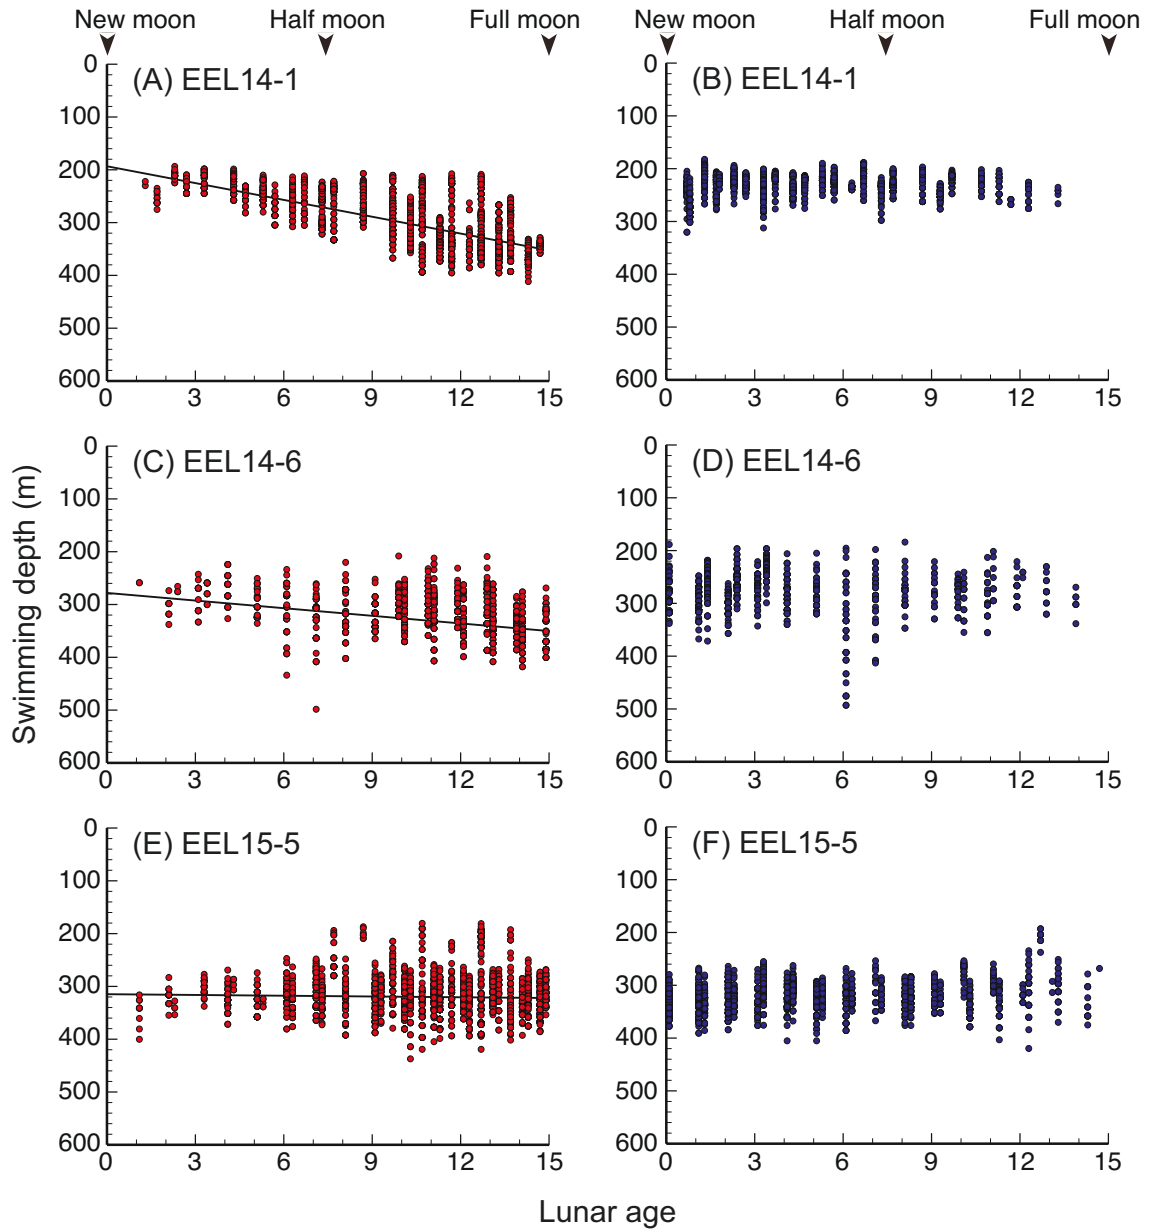 New moon Half moon Full moon New moon Half moon Full moon
(A) EEL14-1
0
100
200
300
400
500
600
0 3 6 9 12 15
(B) EEL14-1
0
100
200
300
400
500
600
0 3 6 9 12 15
Swimming depth (m)
(C) EEL14-6
0
100
200
300
400
500
600
0 3 6 9 12 15
(D) EEL14-6
0
100
200
300
400
500
600
0 3 6 9 12 15
(E) EEL15-5
0
100
200
300
400
500
600
0 3 6 9 12 15
(F) EEL15-5
0
100
200
300
400
500
600
0 3 6 9 12 15
Lunar age